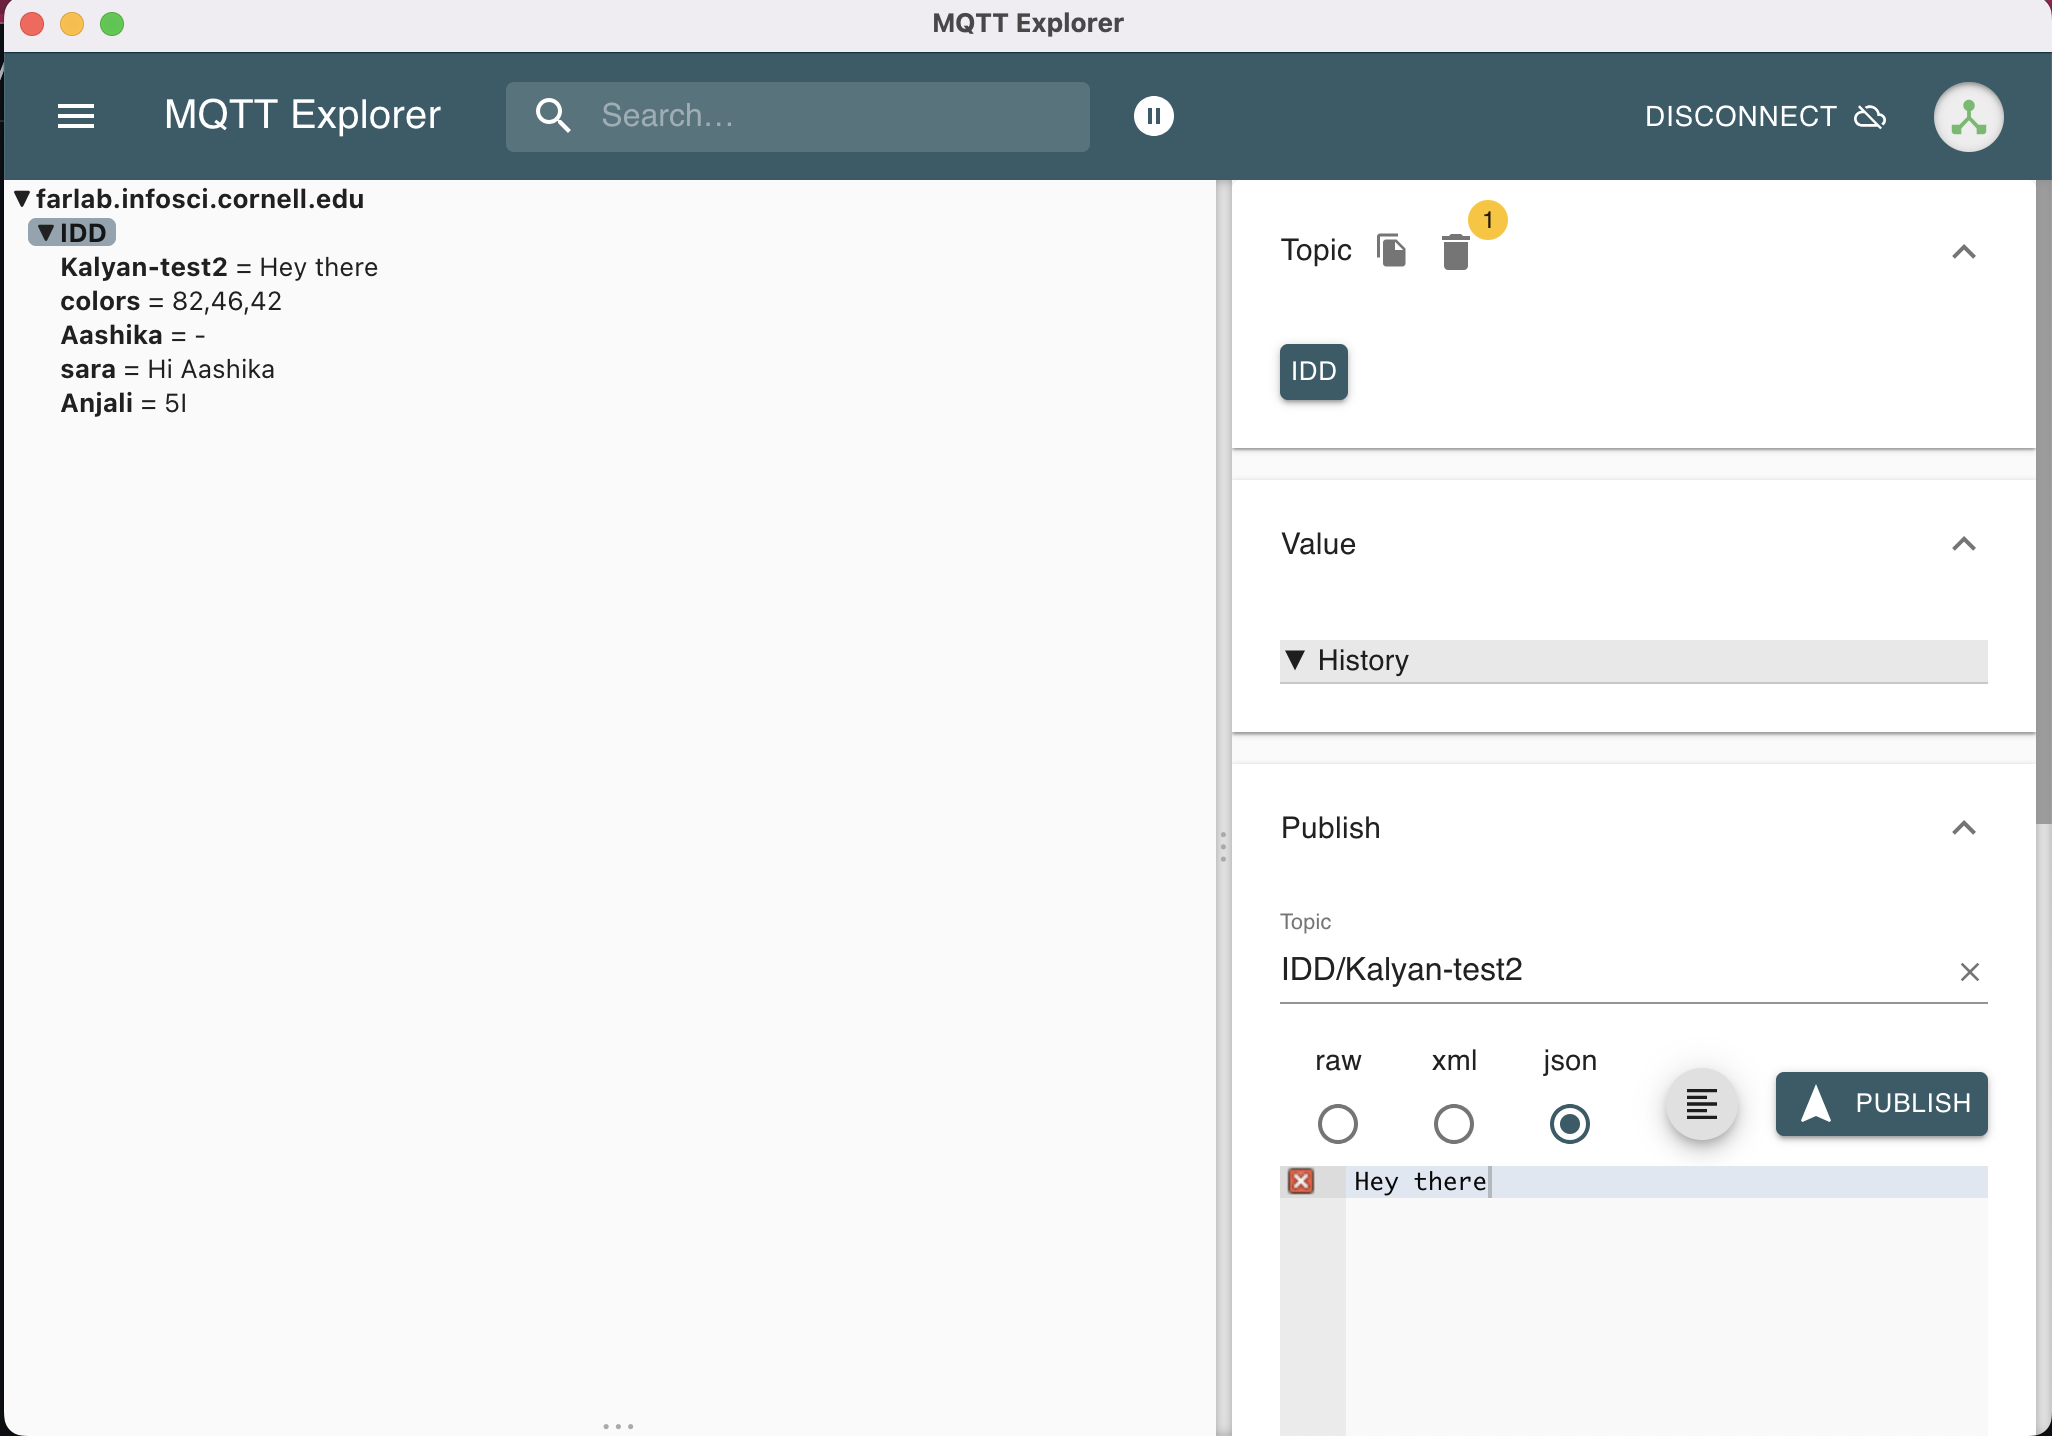 MQTT Explorer
MQTT Explorer
Search...
DISCONNECT
▼ farlab.infosci.cornell.edu
▼ IDD
Kalyan-test2 = Hey there
colors = 82,46,42
Aashika = -
sara = Hi Aashika
Anjali = 5I
Topic
1
IDD
Value
▼ History
Publish
Topic
IDD/Kalyan-test2
raw xml json
PUBLISH
Hey there